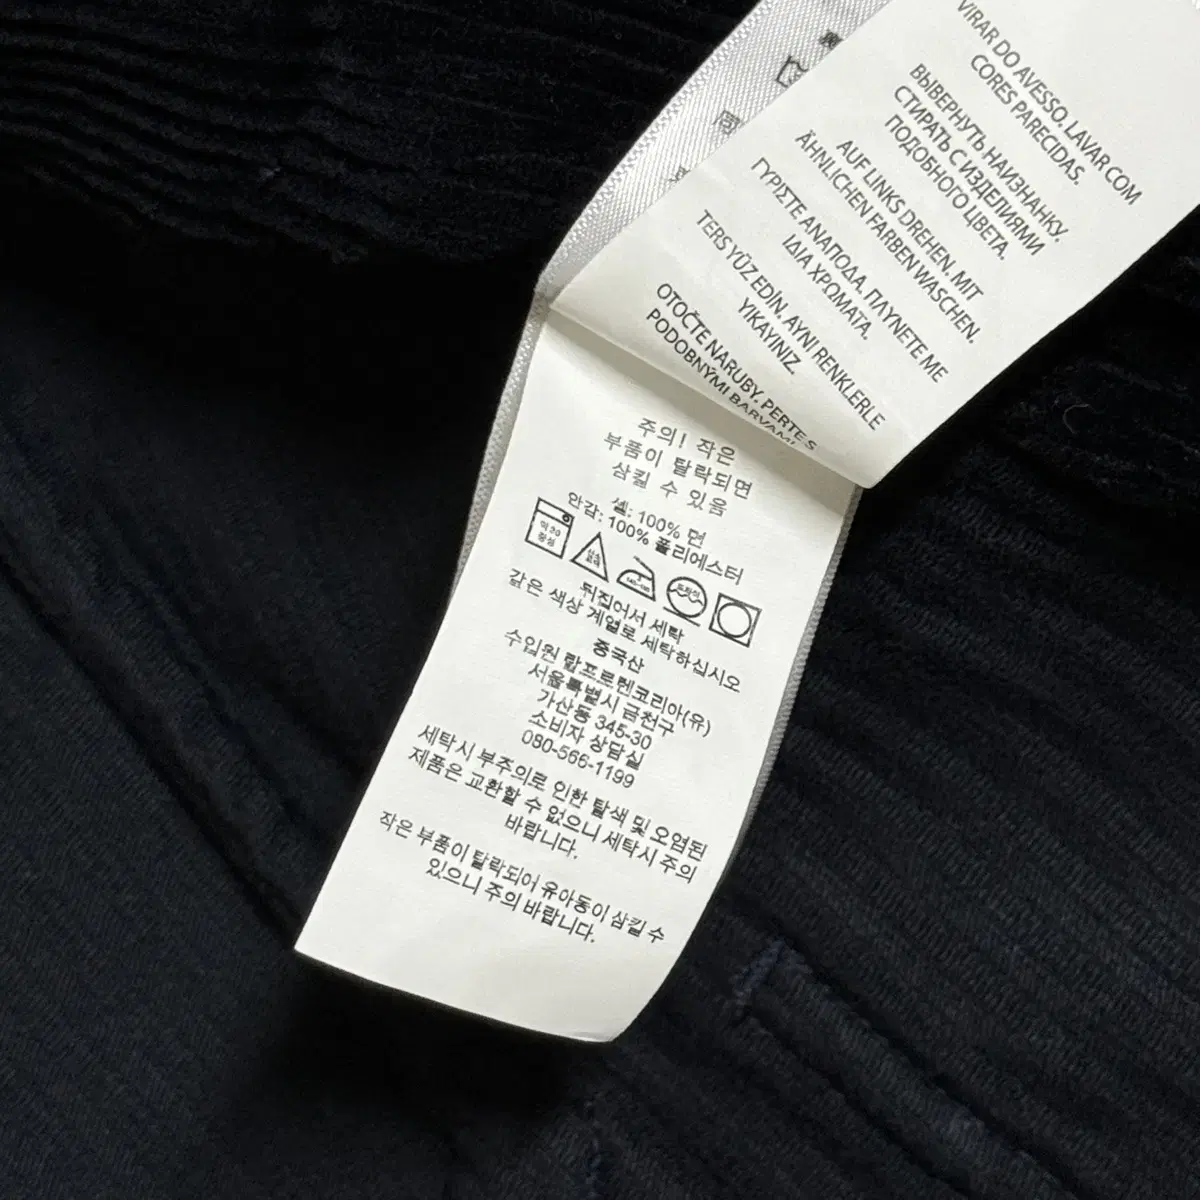 VIRAR DO AVESSO. LAVAR COM
CORES PARECIDAS.
ВЫВЕРНУТЬ НАИЗНАНКУ.
СТИРАТЬ С ИЗДЕЛИЯМИ
ПОДОБНОГО ЦВЕТА.
AUF LINKS DREHEN. MIT
ÄHNLICHEN FARBEN WASCHEN.
ΓΥΡΙΣΤΕ ΑΝΑΠΟΔΑ. ΠΛΥΝΕΤΕ ΜΕ
ΙΔΙΑ ΧΡΩΜΑΤΑ.
TERS YÜZ EDİN. AYNI RENKLERLE
YIKAYINIZ.
OTOČTE NARUBY. PERTE S
PODOBNÝMI BARVAMI.
주의! 작은
부품이 탈락되면
삼킬 수 있음
셸: 100% 면
안감: 100% 폴리에스터
뒤집어서 세탁
같은 색상 계열로 세탁하십시오
중국산
수입원 랄프로렌코리아(유)
서울특별시 금천구
가산동 345-30
소비자 상담실
080-566-1199
세탁시 부주의로 인한 탈색 및 오염된
제품은 교환할 수 없으니 세탁시 주의
바랍니다.
작은 부품이 탈락되어 유아동이 삼킬 수
있으니 주의 바랍니다.